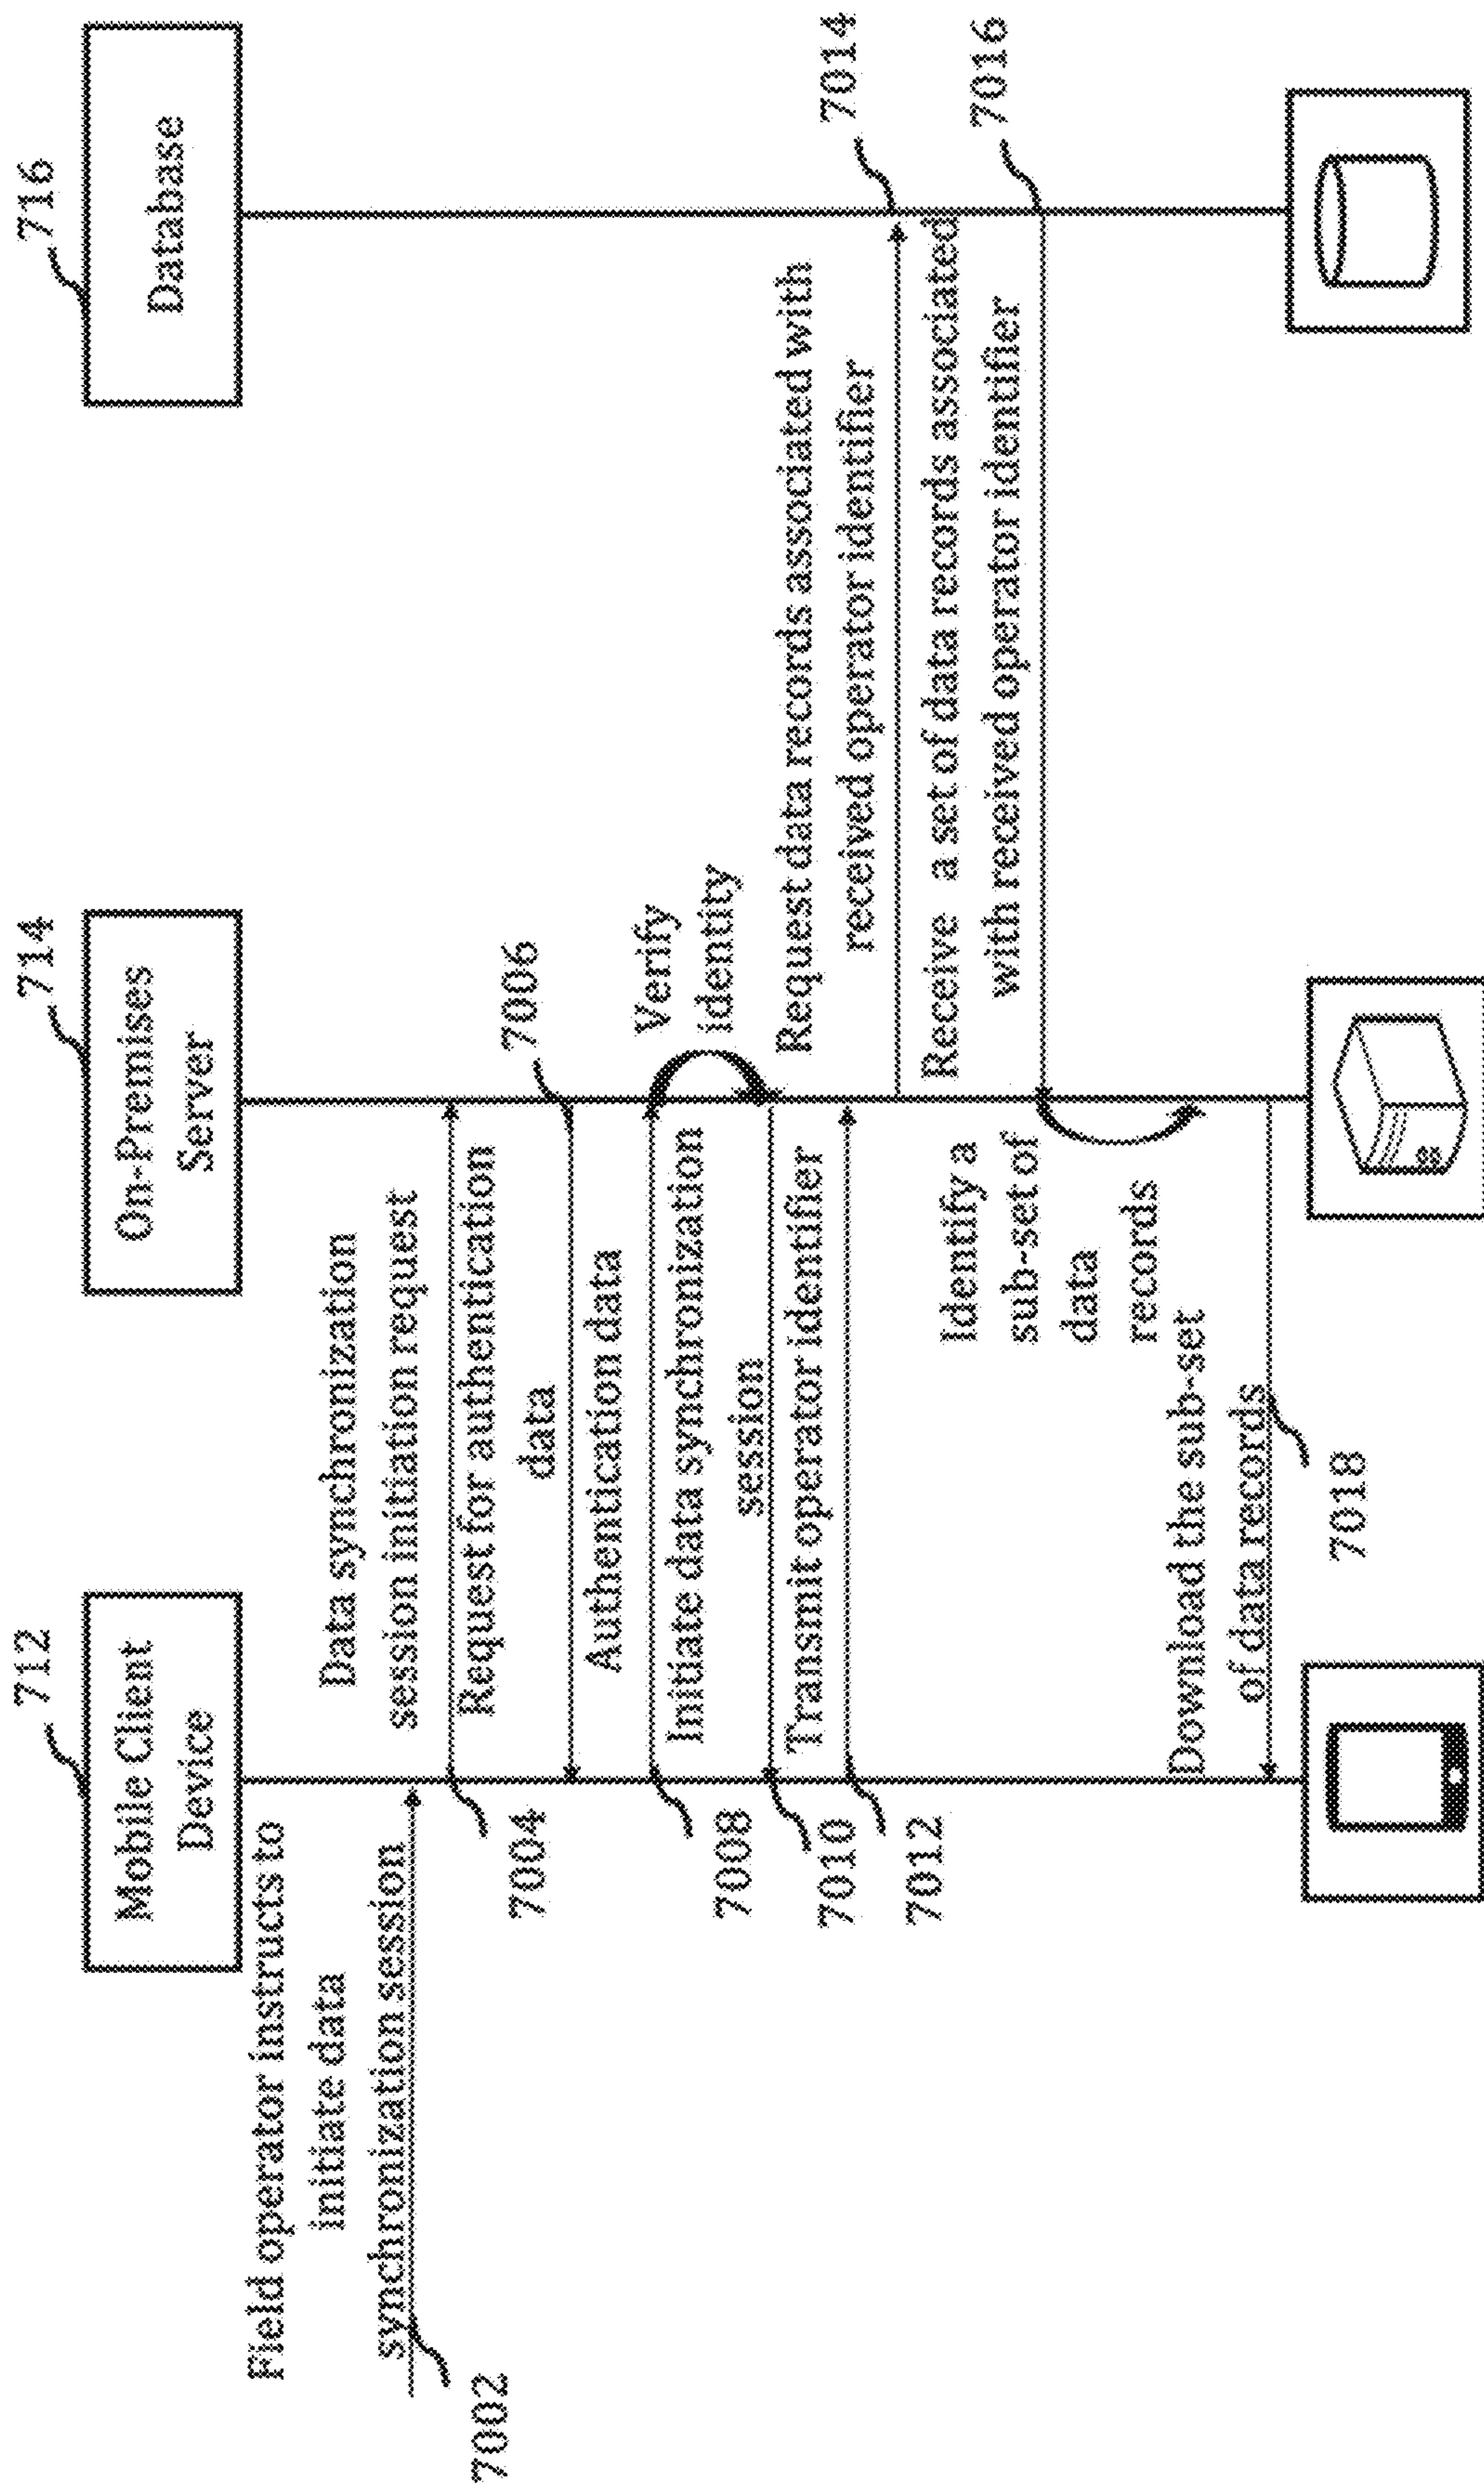 712
Mobile Client
Device
714
On-Premises
Server
716
Database
Field operator instructs to
initiate data
synchronization session
7002
Data synchronization
session initiation request
7004
Request for authentication
data
7006
Authentication data
7008
Verify
identity
Initiate data synchronization
session
7010
Transmit operator identifier
7012
Request data records associated with
received operator identifier
7014
Receive a set of data records associated
with received operator identifier
7016
Identify a
sub-set of
data
records
Download the sub-set
of data records
7018